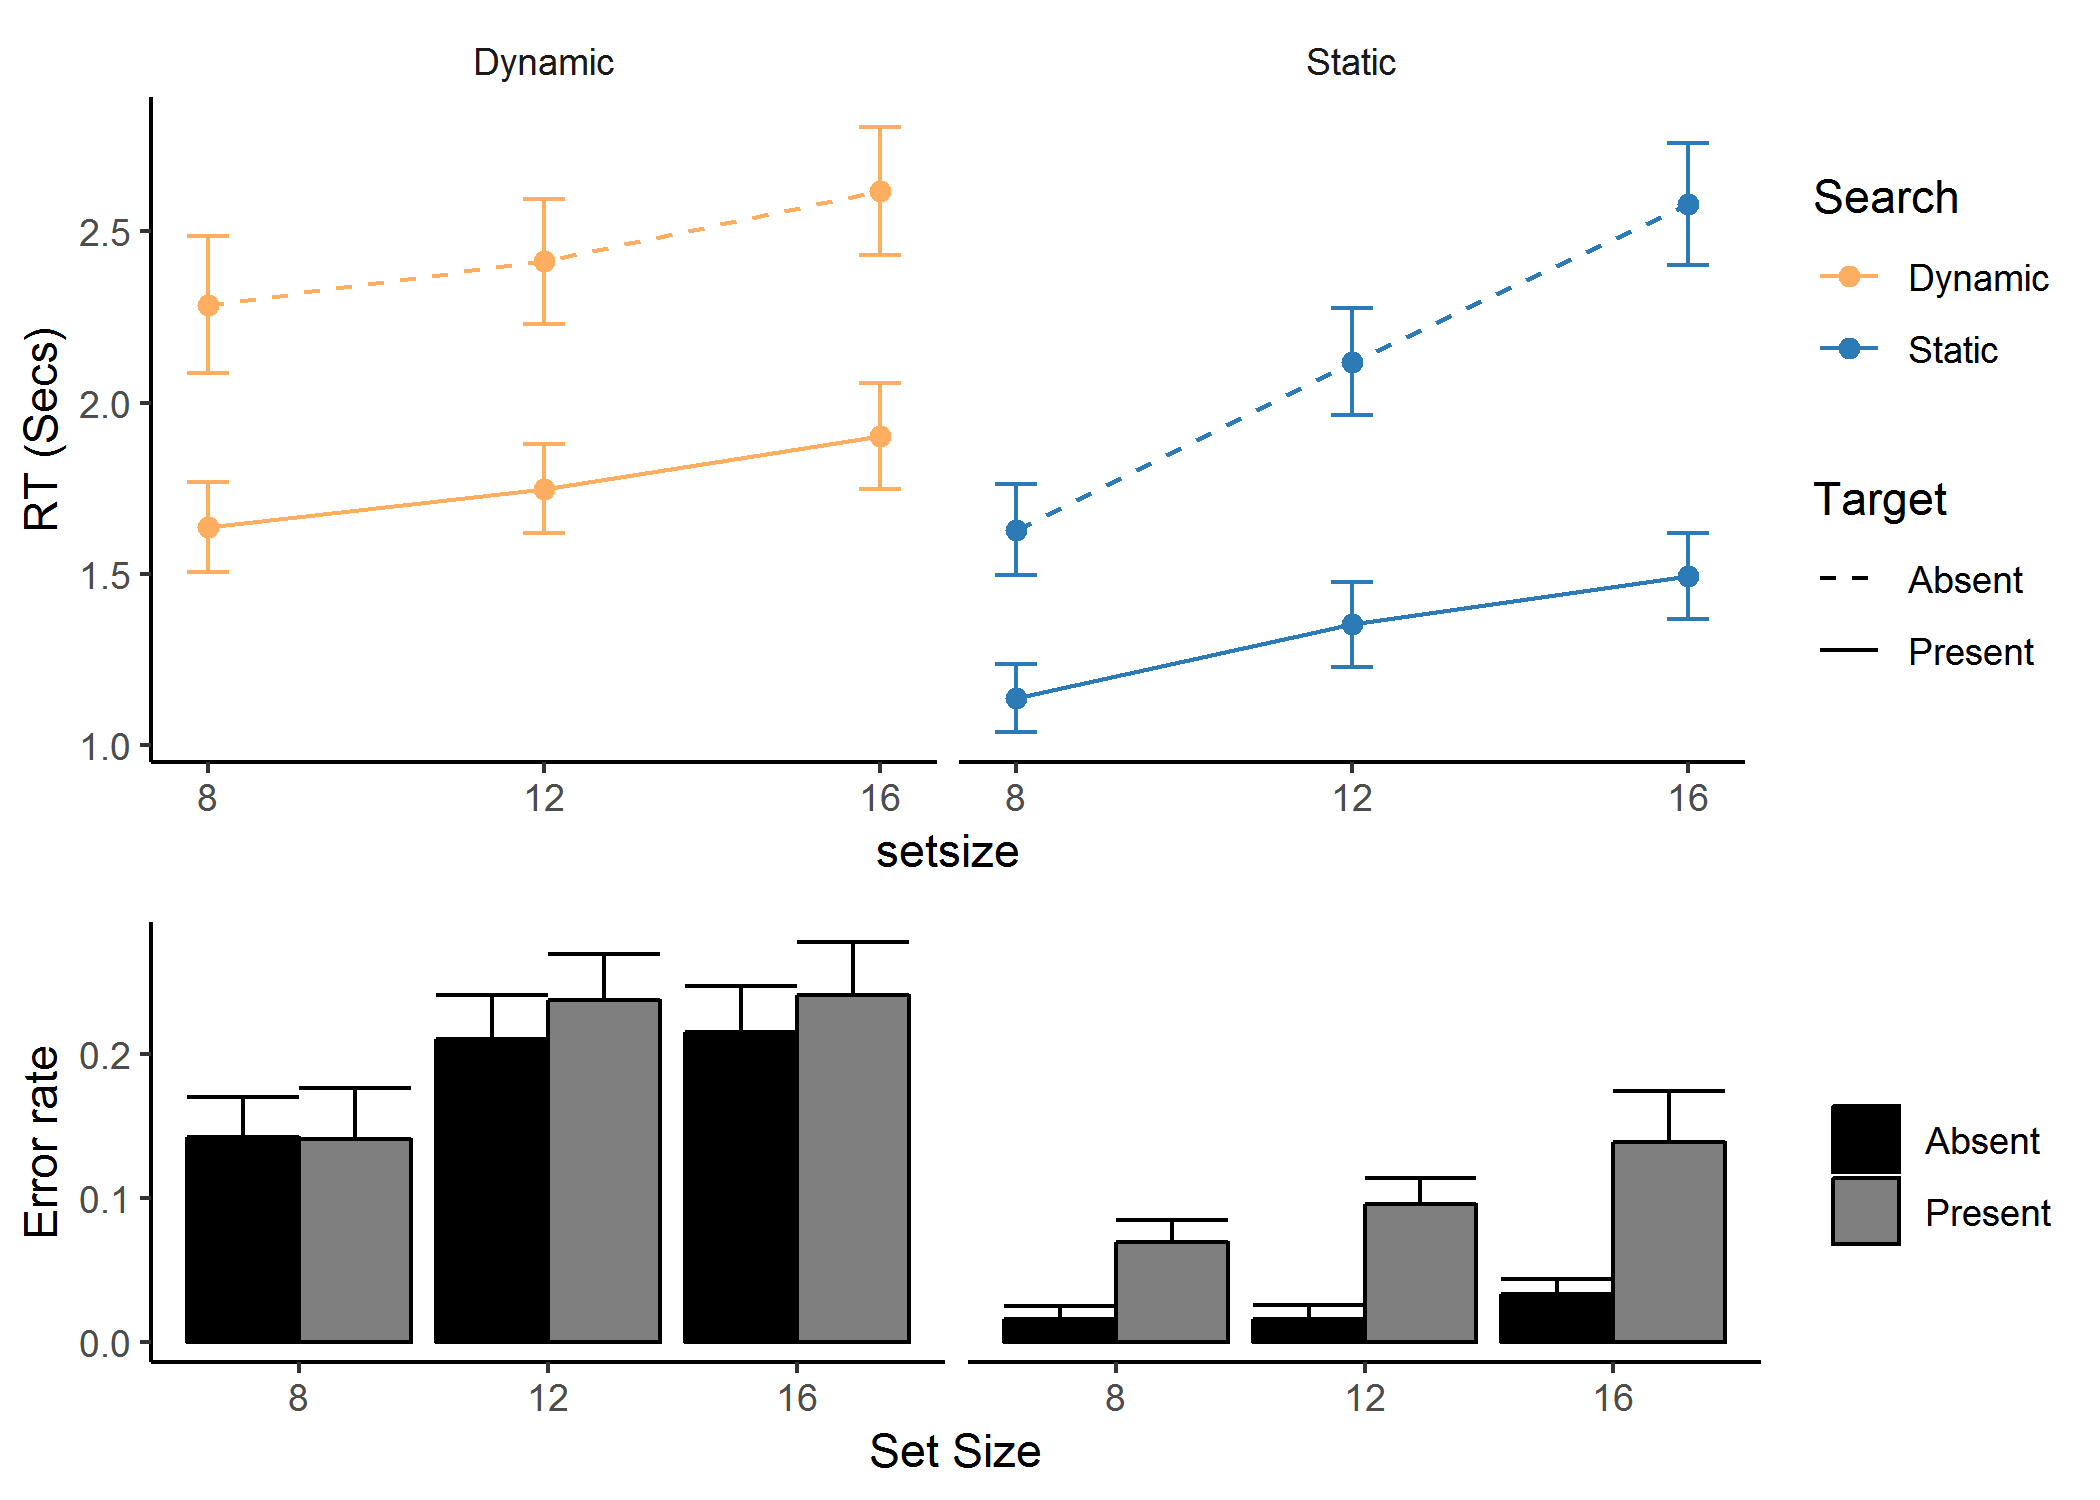 Dynamic
Static
RT (Secs)
2.5
2.0
1.5
1.0
8 12 16
8 12 16
setsize
Search
Dynamic
Static
Target
Absent
Present
Error rate
0.2
0.1
0.0
8 12 16
8 12 16
Set Size
Absent
Present